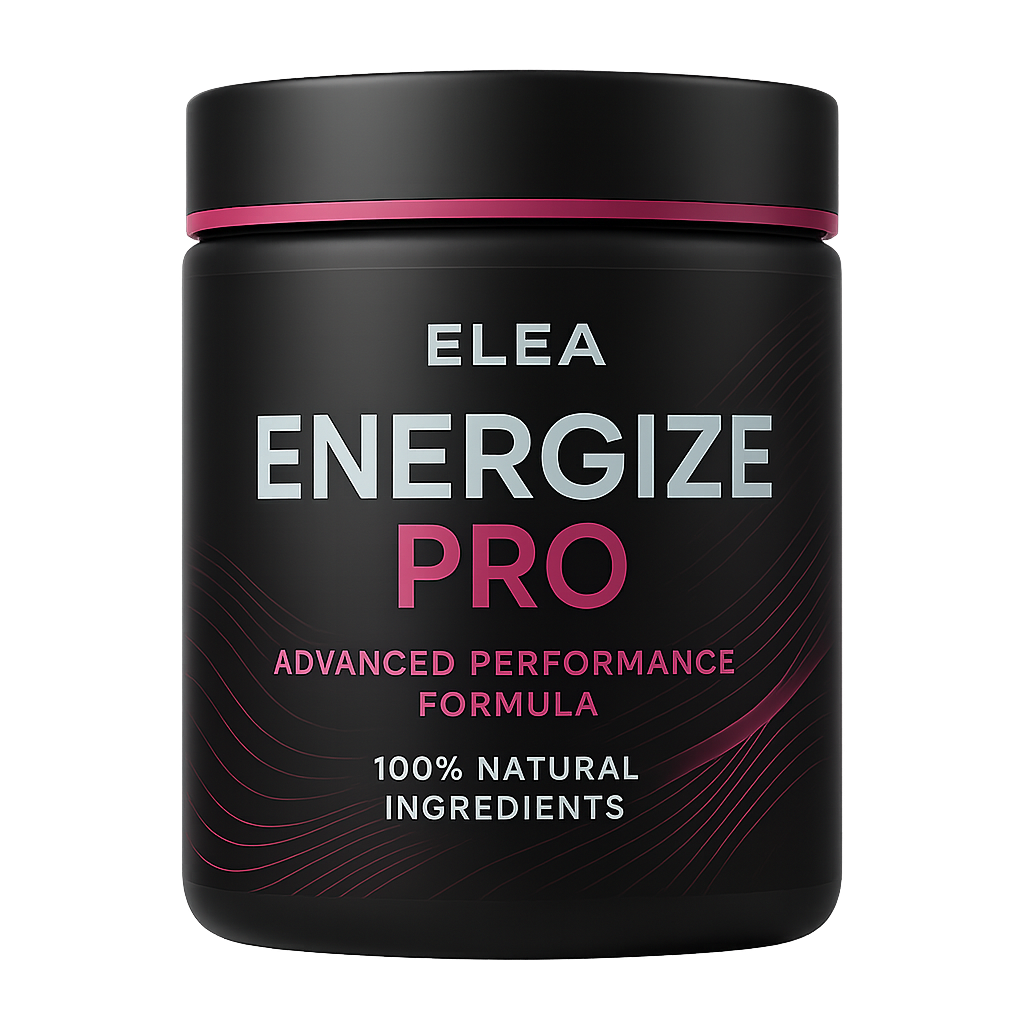 ELEA
ENERGIZE
PRO
ADVANCED PERFORMANCE
FORMULA
100% NATURAL
INGREDIENTS